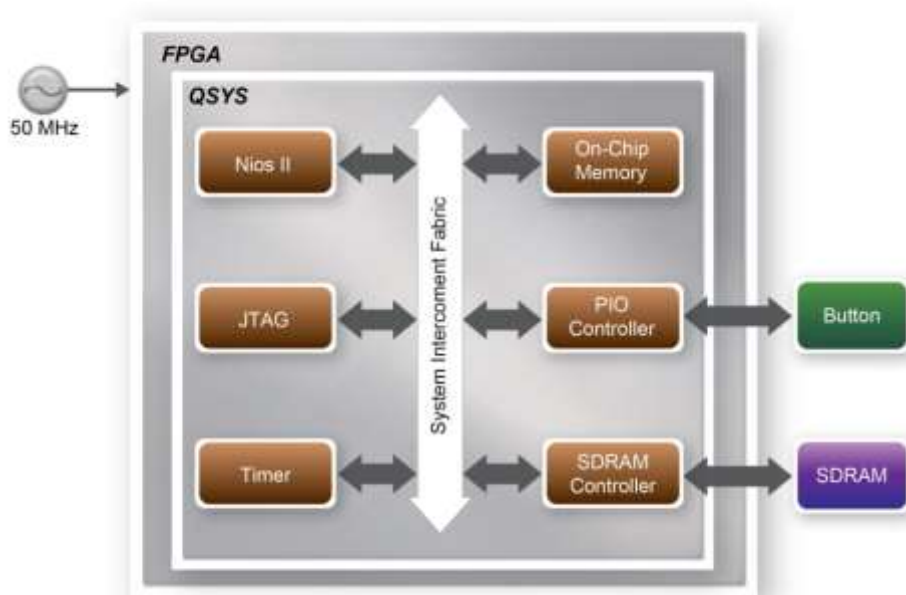 FPGA
QSYS
50 MHz
Nios II
On-Chip
Memory
System Intercoment Fabric
JTAG
PIO
Controller
Button
Timer
SDRAM
Controller
SDRAM